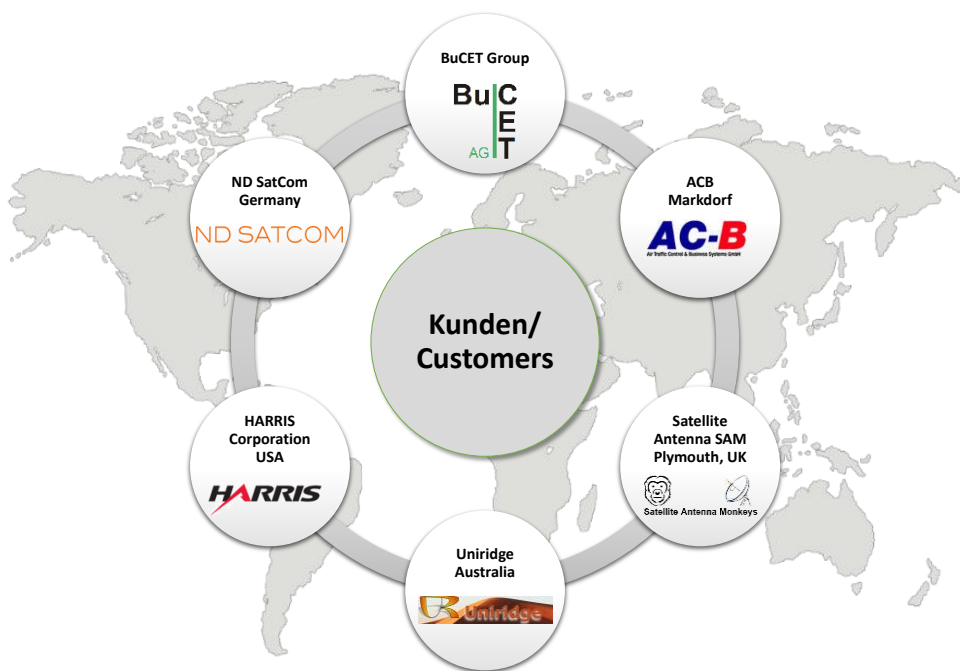 BuCET Group
Bu C
E
AG T
ND SatCom
Germany
ND SATCOM
ACB
Markdorf
AC-B
Air Traffic Control & Business Systems GmbH
Kunden/
Customers
HARRIS
Corporation
USA
HARRIS
Satellite
Antenna SAM
Plymouth, UK
Satellite Antenna Monkeys
Uniridge
Australia
UR Uniridge